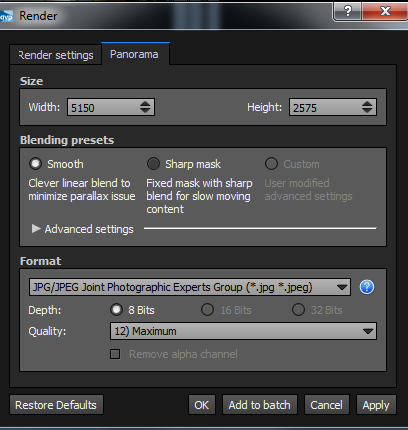 avp Render
Render settings Panorama
Size
Width: 5150 Height: 2575
Blending presets
Smooth Sharp mask Custom
Clever linear blend to Fixed mask with sharp User modified
minimize parallax issue blend for slow moving advanced settings
content
Advanced settings
Format
JPG/JPEG Joint Photographic Experts Group (*.jpg *.jpeg) ?
Depth: 8 Bits 16 Bits 32 Bits
Quality: 12) Maximum
Remove alpha channel
Restore Defaults OK Add to batch Cancel Apply